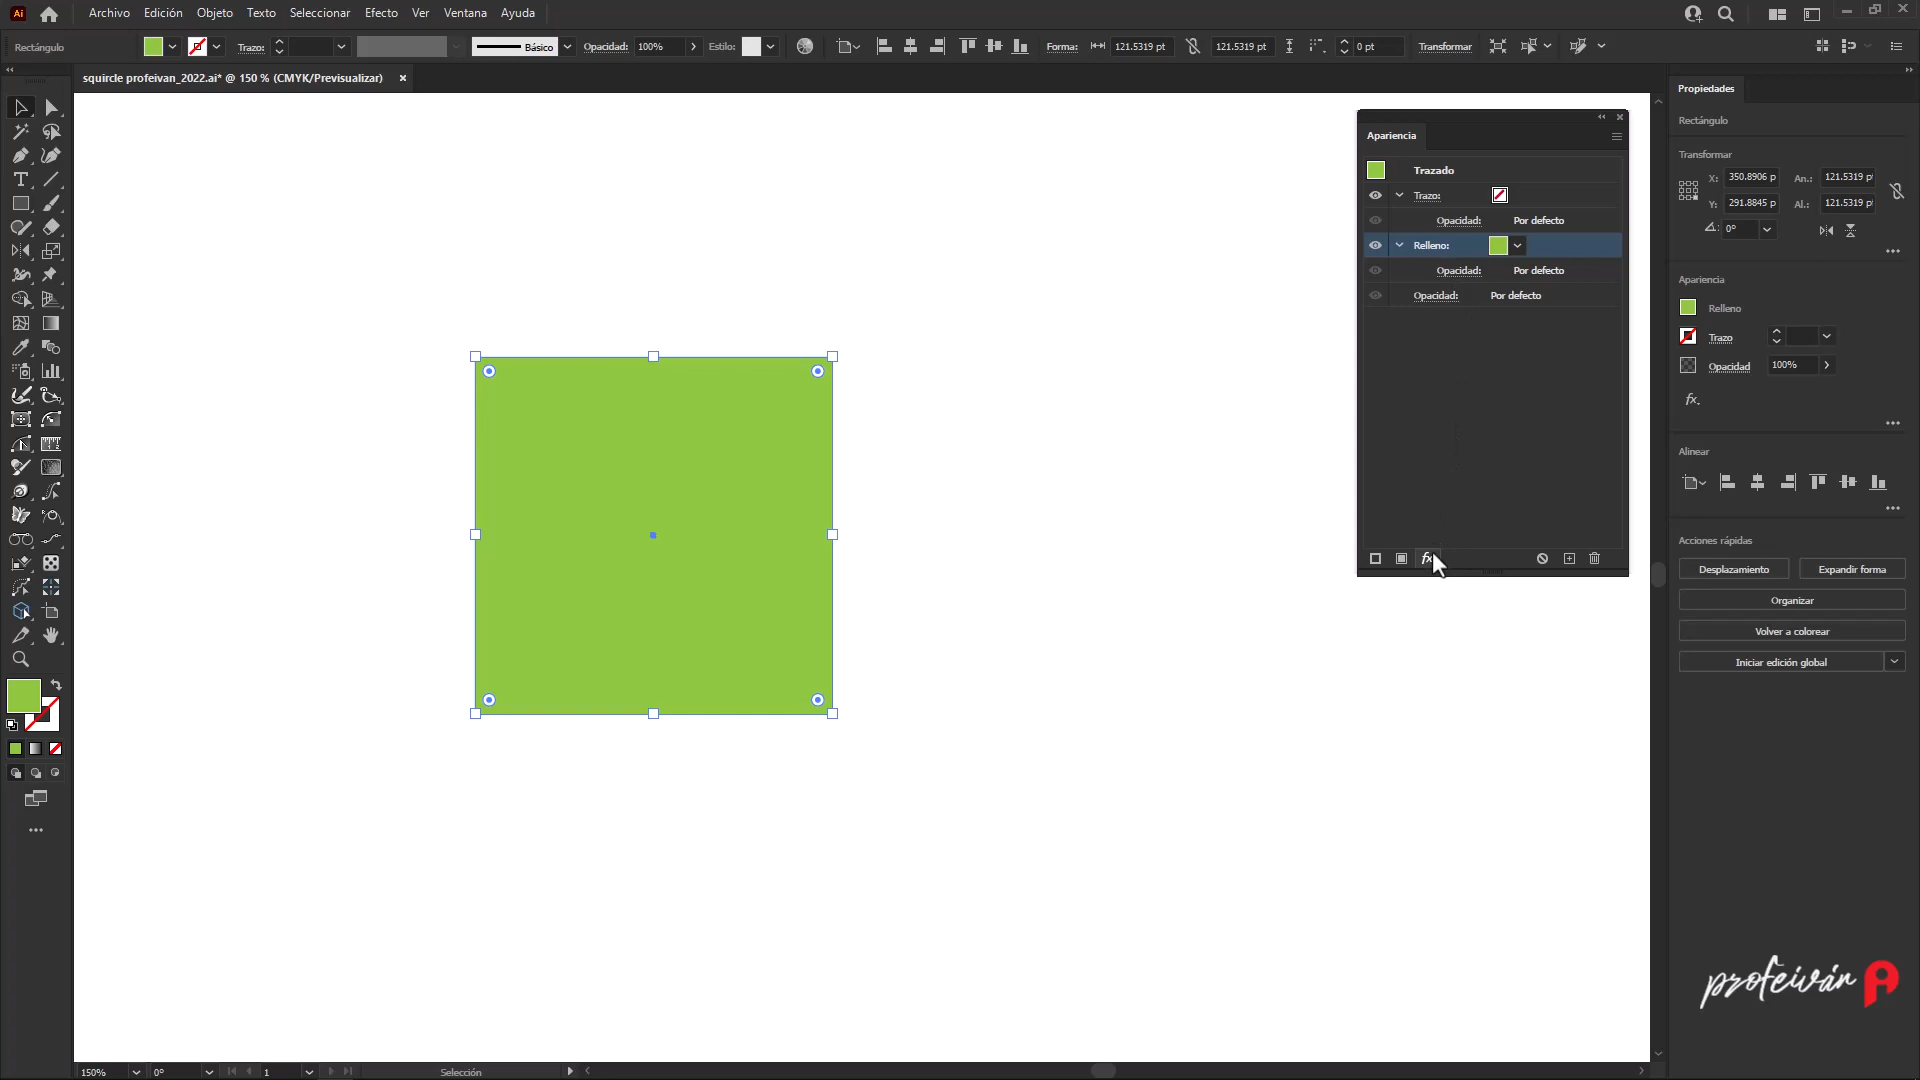 Ai Archivo Edición Objeto Texto Seleccionar Efecto Ver Ventana Ayuda
Rectángulo Trazo: Básico Opacidad: 100% Estilo: Forma: 121.5319 pt 121.5319 pt 0 pt Transformar
squircle profeivan_2022.ai* @ 150 % (CMYK/Previsualizar)
Apariencia
Trazado
Trazo:
Opacidad: Por defecto
Relleno:
Opacidad: Por defecto
Opacidad: Por defecto
fx
Propiedades
Rectángulo
Transformar
X: 350.8906 p An.: 121.5319 p
Y: 291.8845 p Al.: 121.5319 p
0°
Apariencia
Relleno
Trazo
Opacidad 100%
fx.
Alinear
Acciones rápidas
Desplazamiento Expandir forma
Organizar
Volver a colorear
Iniciar edición global
profeiván
150% 0° 1 Selección